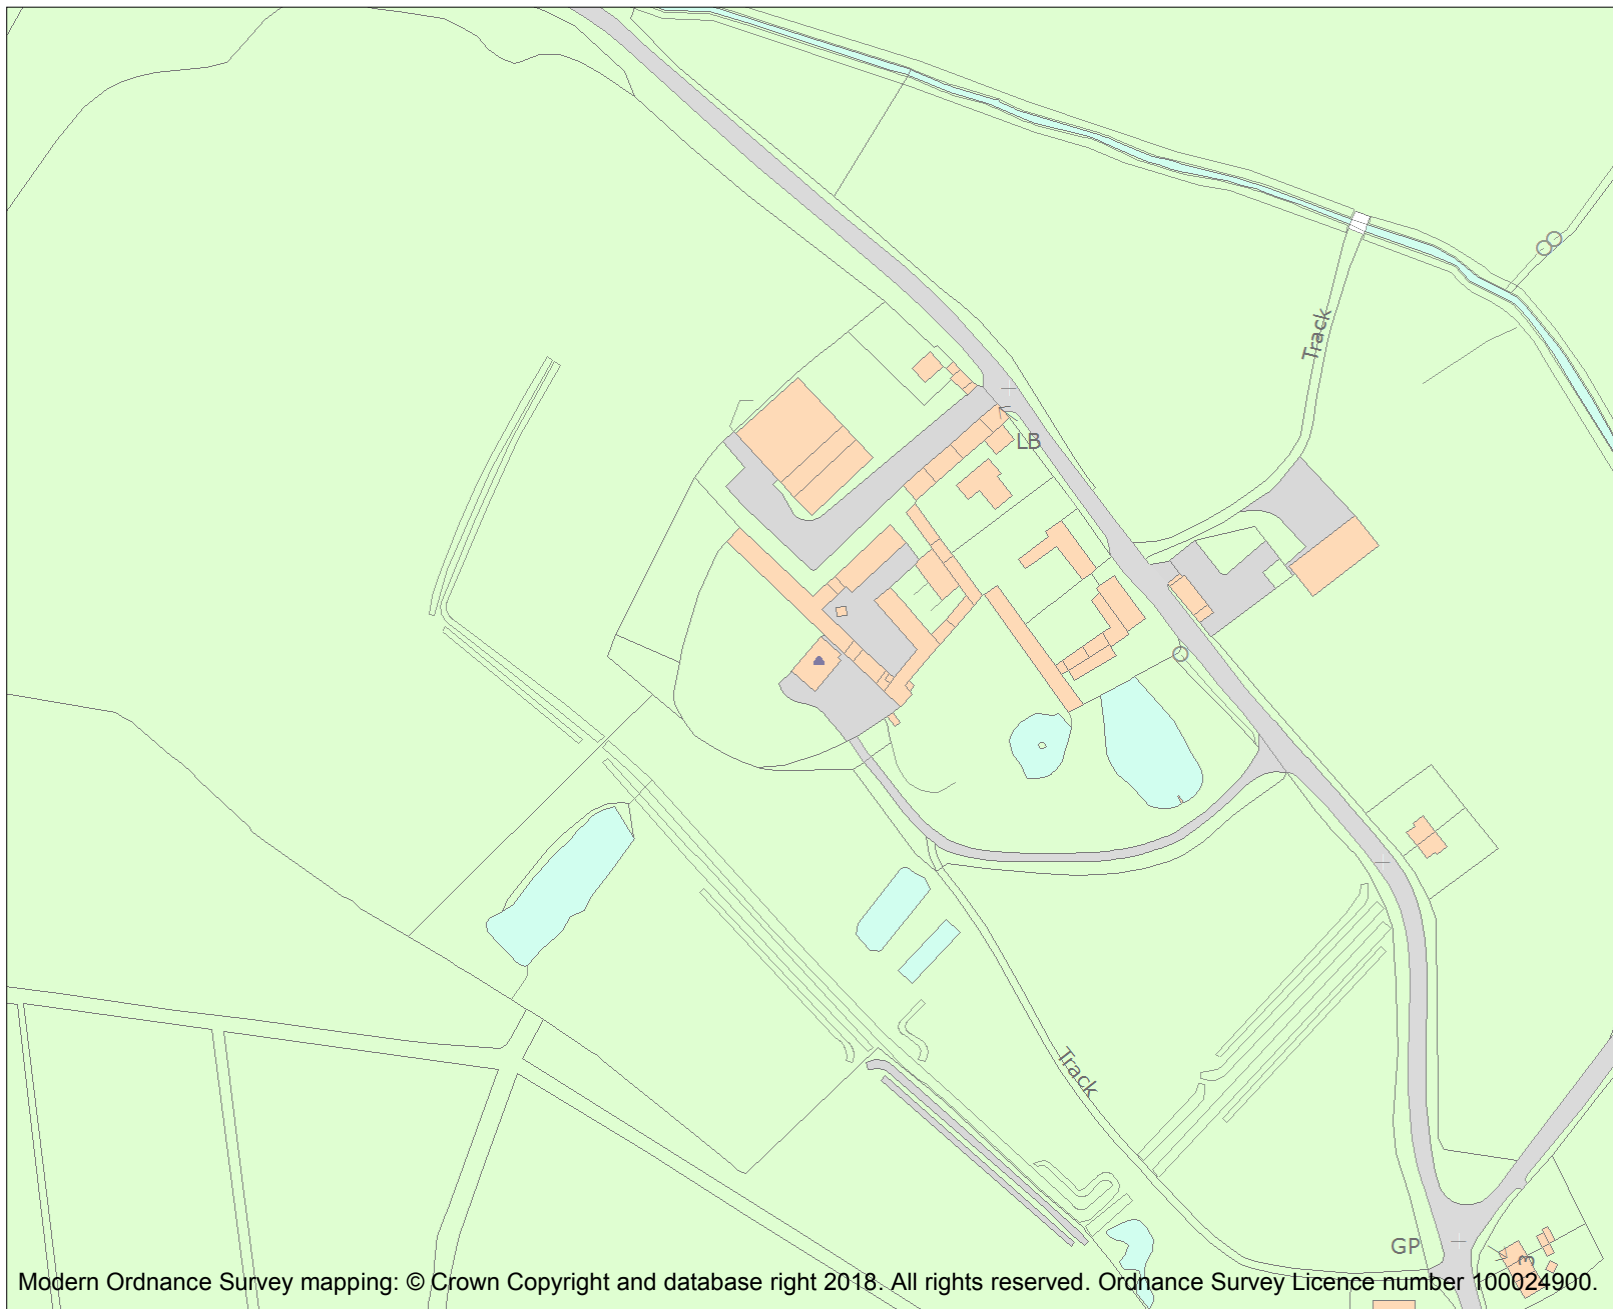 Track
LB
Track
GP
3
Modern Ordnance Survey mapping: © Crown Copyright and database right 2018. All rights reserved. Ordnance Survey Licence number 100024900.